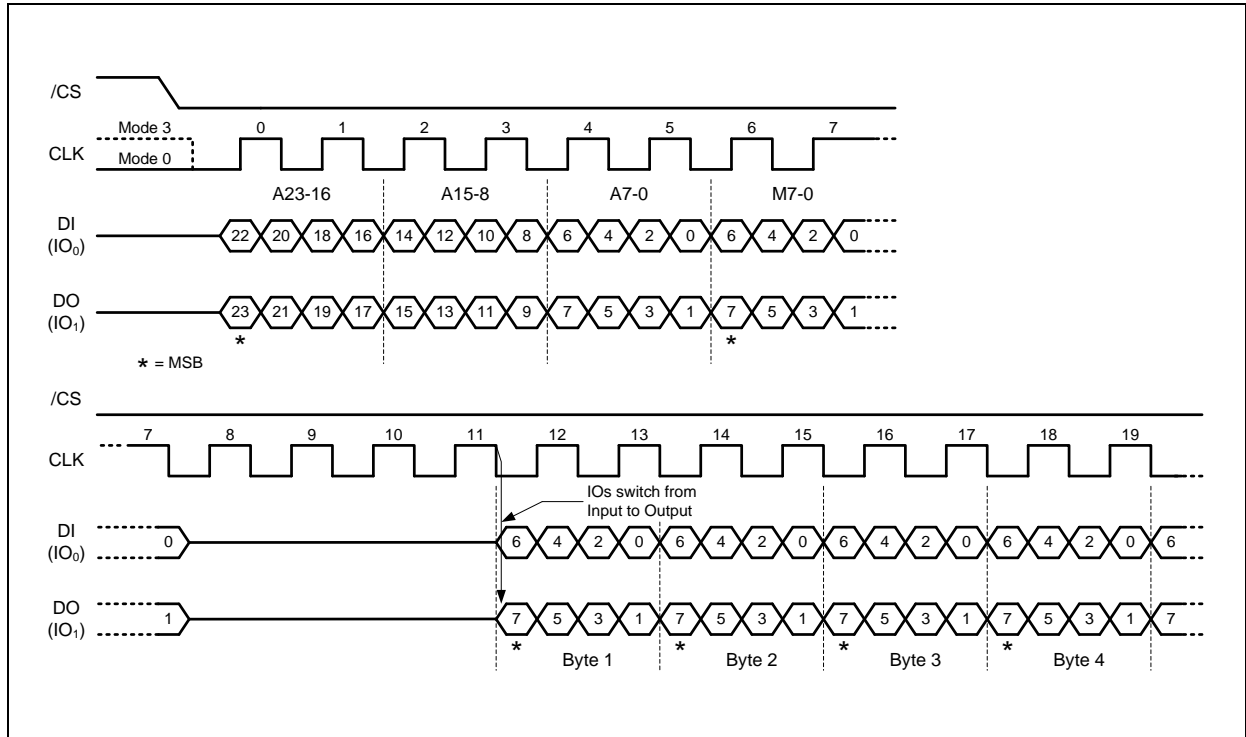 /CS
Mode 3 0 1 2 3 4 5 6 7
CLK
Mode 0
A23-16 A15-8 A7-0 M7-0
DI
(IO₀)
22 20 18 16 14 12 10 8 6 4 2 0 6 4 2 0
DO
(IO₁)
23 21 19 17 15 13 11 9 7 5 3 1 7 5 3 1
* *
* = MSB
/CS
7 8 9 10 11 12 13 14 15 16 17 18 19
CLK
IOs switch from
Input to Output
DI
(IO₀)
0 6 4 2 0 6 4 2 0 6 4 2 0 6 4 2 0 6
DO
(IO₁)
1 7 5 3 1 7 5 3 1 7 5 3 1 7 5 3 1 7
* * * *
Byte 1 Byte 2 Byte 3 Byte 4